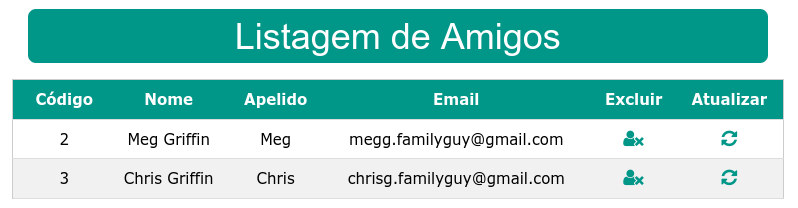 Listagem de Amigos
Código Nome Apelido Email Excluir Atualizar
2 Meg Griffin Meg megg.familyguy@gmail.com
3 Chris Griffin Chris chrisg.familyguy@gmail.com